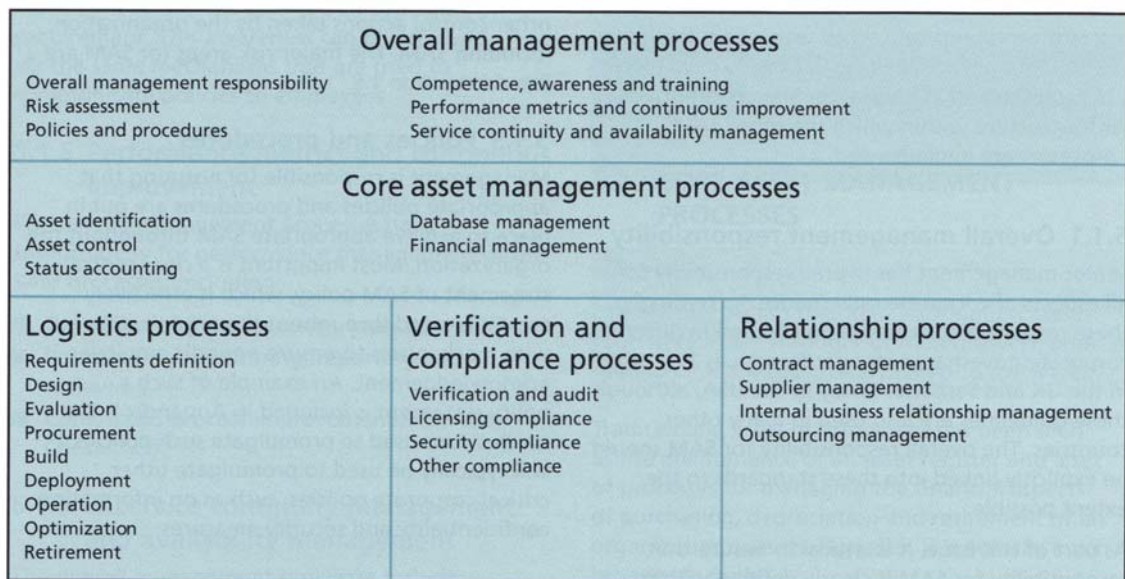 Overall management processes
Overall management responsibility
Risk assessment
Policies and procedures
Competence, awareness and training
Performance metrics and continuous improvement
Service continuity and availability management
Core asset management processes
Asset identification
Asset control
Status accounting
Database management
Financial management
Logistics processes
Requirements definition
Design
Evaluation
Procurement
Build
Deployment
Operation
Optimization
Retirement
Verification and
compliance processes
Verification and audit
Licensing compliance
Security compliance
Other compliance
Relationship processes
Contract management
Supplier management
Internal business relationship management
Outsourcing management